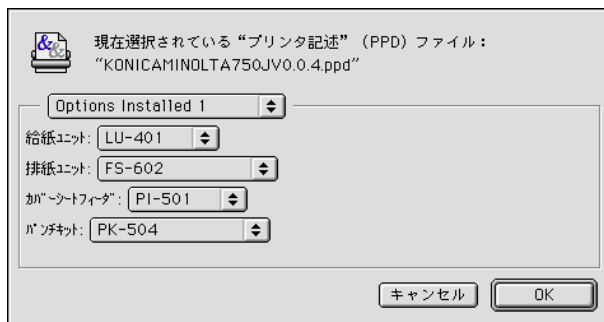 現在選択されている“プリンタ記述” (PPD) ファイル:
“KONICAMINOLTA750JV0.0.4.ppd”
Options Installed 1
給紙ﾕﾆｯﾄ: LU-401
排紙ﾕﾆｯﾄ: FS-602
ｶﾊﾞｰｼｰﾄﾌｨｰﾀﾞ: PI-501
ﾊﾟﾝﾁｷｯﾄ: PK-504
キャンセル OK